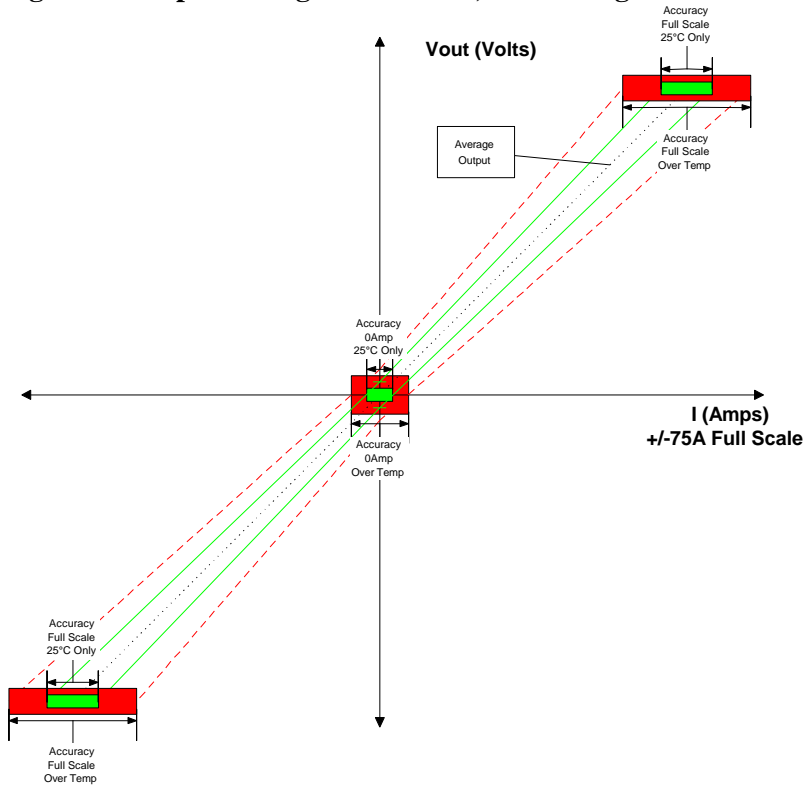 Accuracy
Full Scale
25°C Only
Vout (Volts)
Average
Output
Accuracy
Full Scale
Over Temp
Accuracy
0Amp
25°C Only
I (Amps)
+/-75A Full Scale
Accuracy
0Amp
Over Temp
Accuracy
Full Scale
25°C Only
Accuracy
Full Scale
Over Temp